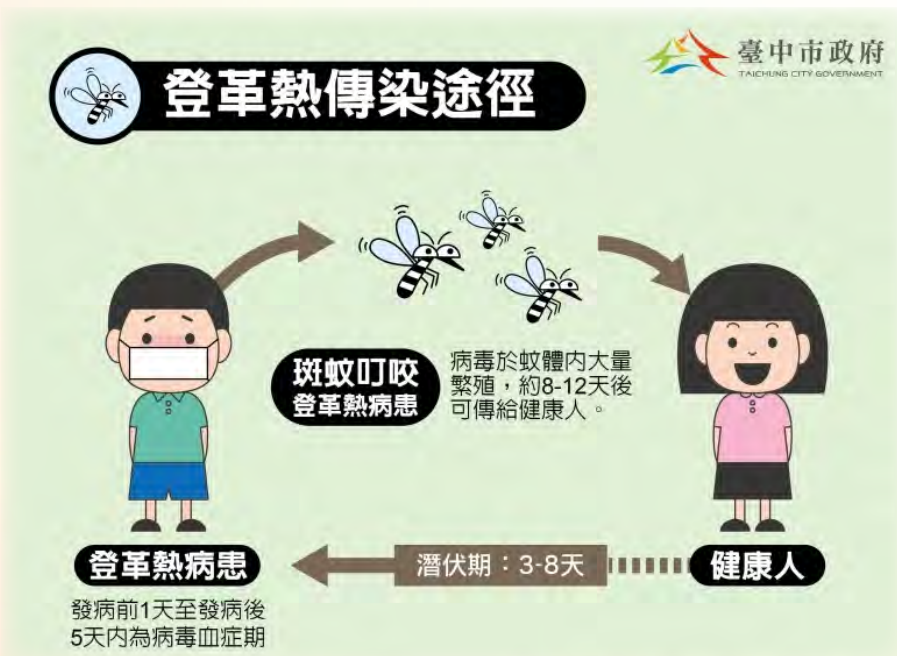 登革熱傳染途徑
臺中市政府
TAICHUNG CITY GOVERNMENT
斑蚊叮咬
登革熱病患
病毒於蚊體內大量
繁殖，約8-12天後
可傳給健康人。
登革熱病患
潛伏期：3-8天
健康人
發病前1天至發病後
5天內為病毒血症期